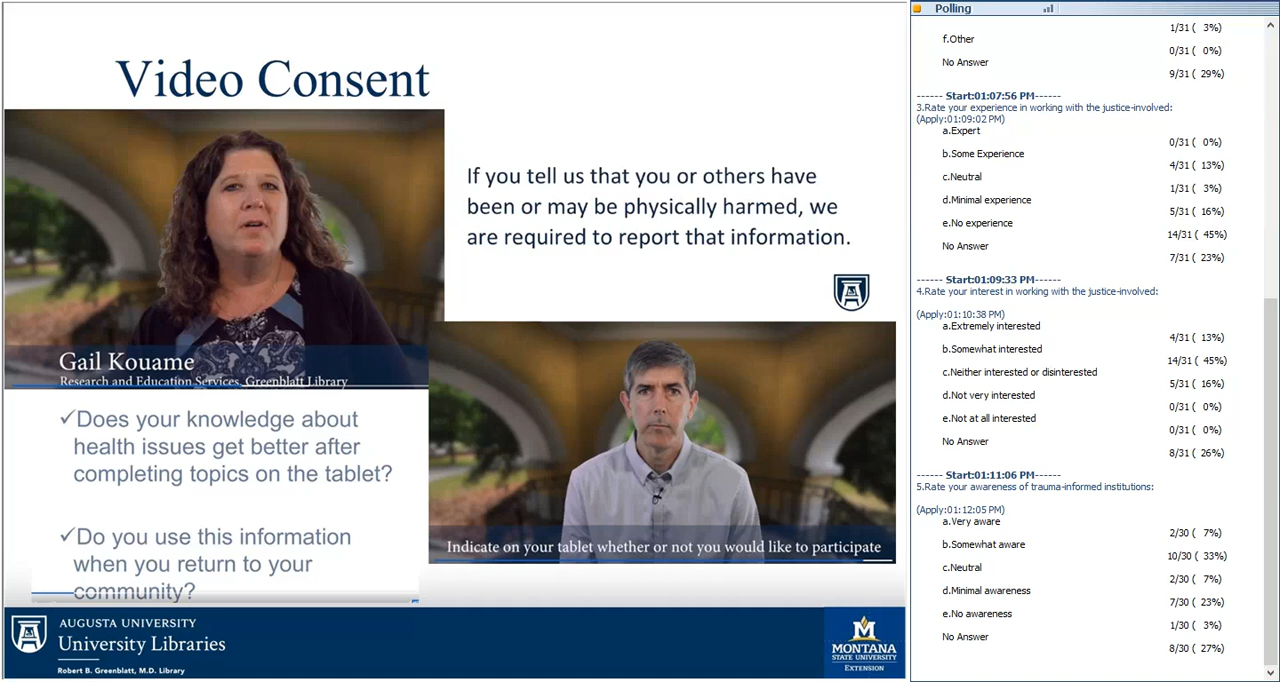 Video Consent
If you tell us that you or others have
been or may be physically harmed, we
are required to report that information.
Gail Kouame
Research and Education Services, Greenblatt Library
✓Does your knowledge about
health issues get better after
completing topics on the tablet?
✓Do you use this information
when you return to your
community?
Indicate on your tablet whether or not you would like to participate
AUGUSTA UNIVERSITY
University Libraries
Robert B. Greenblatt, M.D. Library
M
MONTANA
STATE UNIVERSITY
EXTENSION
Polling
1/31 ( 3%)
f.Other
0/31 ( 0%)
No Answer
9/31 ( 29%)
------ Start:01:07:56 PM------
3.Rate your experience in working with the justice-involved:
(Apply:01:09:02 PM)
a.Expert
0/31 ( 0%)
b.Some Experience
4/31 ( 13%)
c.Neutral
1/31 ( 3%)
d.Minimal experience
5/31 ( 16%)
e.No experience
14/31 ( 45%)
No Answer
7/31 ( 23%)
------ Start:01:09:33 PM------
4.Rate your interest in working with the justice-involved:
(Apply:01:10:38 PM)
a.Extremely interested
4/31 ( 13%)
b.Somewhat interested
14/31 ( 45%)
c.Neither interested or disinterested
5/31 ( 16%)
d.Not very interested
0/31 ( 0%)
e.Not at all interested
0/31 ( 0%)
No Answer
8/31 ( 26%)
------ Start:01:11:06 PM------
5.Rate your awareness of trauma-informed institutions:
(Apply:01:12:05 PM)
a.Very aware
2/30 ( 7%)
b.Somewhat aware
10/30 ( 33%)
c.Neutral
2/30 ( 7%)
d.Minimal awareness
7/30 ( 23%)
e.No awareness
1/30 ( 3%)
No Answer
8/30 ( 27%)